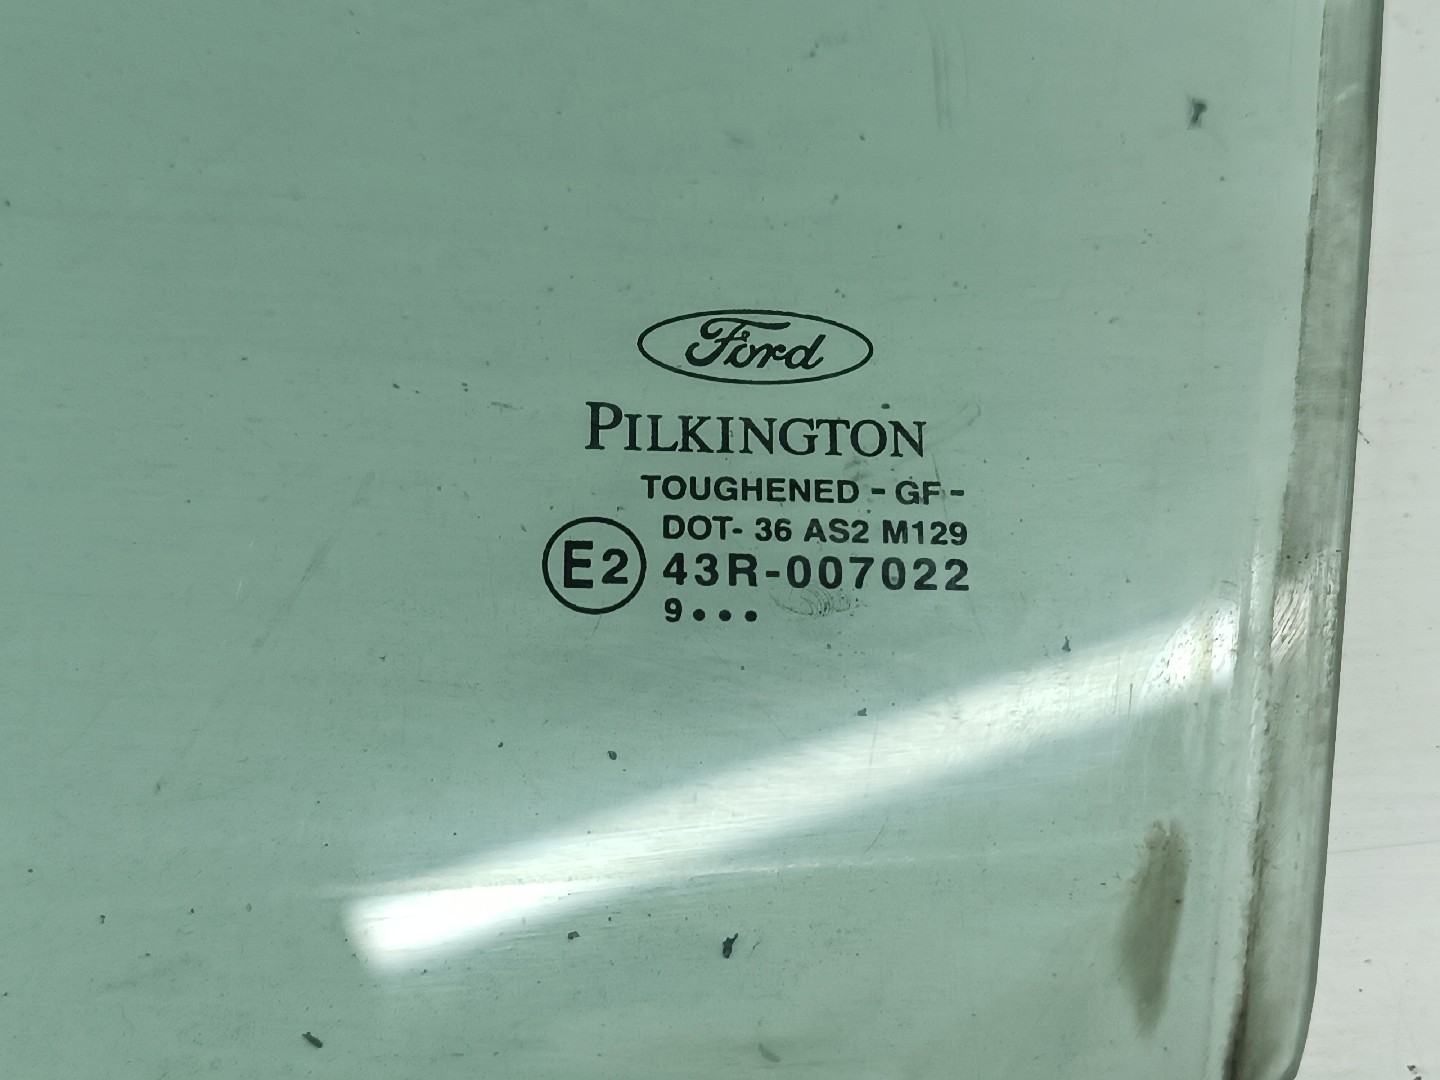 Ford
PILKINGTON
TOUGHENED - GF -
DOT- 36 AS2 M129
E2 43R-007022
9•••